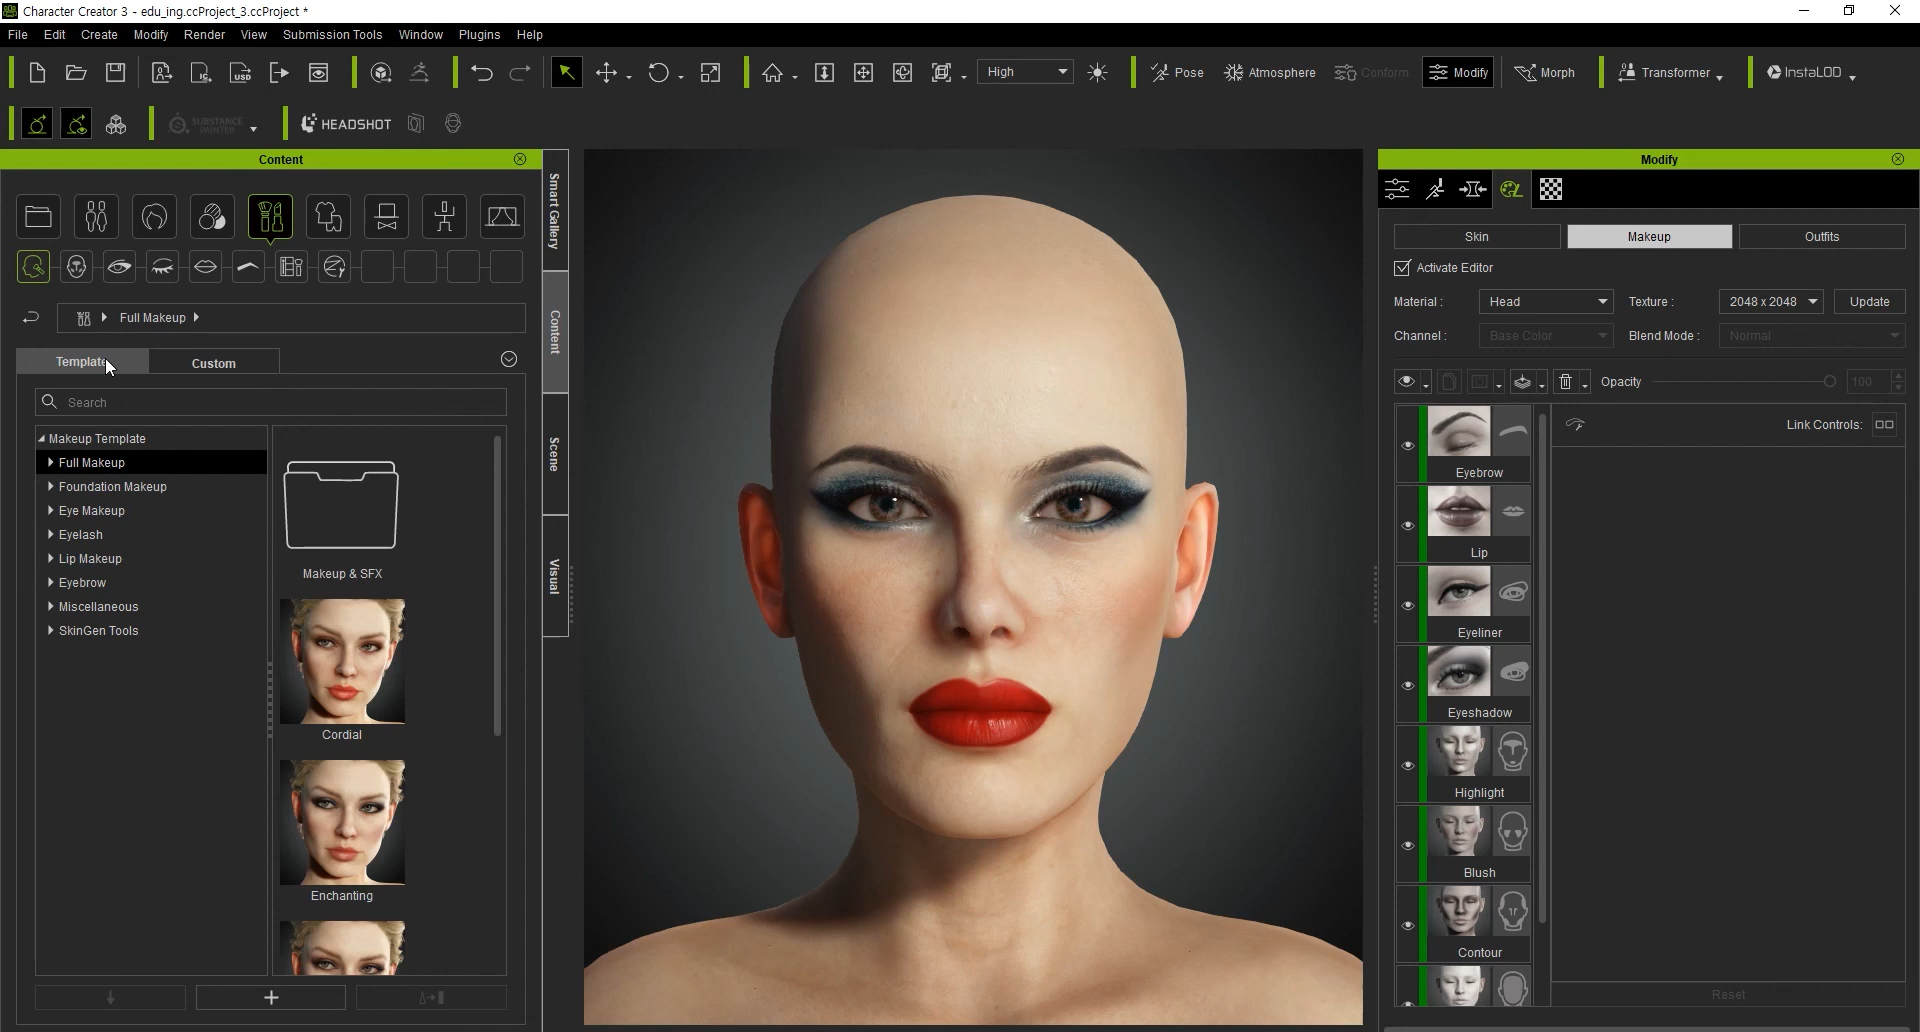 Character Creator 3 - edu_ing.ccProject_3.ccProject *
File Edit Create Modify Render View Submission Tools Window Plugins Help
High Pose Atmosphere Conform Modify Morph Transformer InstaLOD
SUBSTANCE PAINTER HEADSHOT
Content
Smart Gallery
Content
Scene
Visual
Full Makeup
Template Custom
Search
Makeup Template
Full Makeup
Foundation Makeup
Eye Makeup
Eyelash
Lip Makeup
Eyebrow
Miscellaneous
SkinGen Tools
Makeup & SFX
Cordial
Enchanting
Modify
Skin Makeup Outfits
Activate Editor
Material : Head Texture : 2048 x 2048 Update
Channel : Base Color Blend Mode : Normal
Opacity 100
Link Controls:
Eyebrow
Lip
Eyeliner
Eyeshadow
Highlight
Blush
Contour
Reset